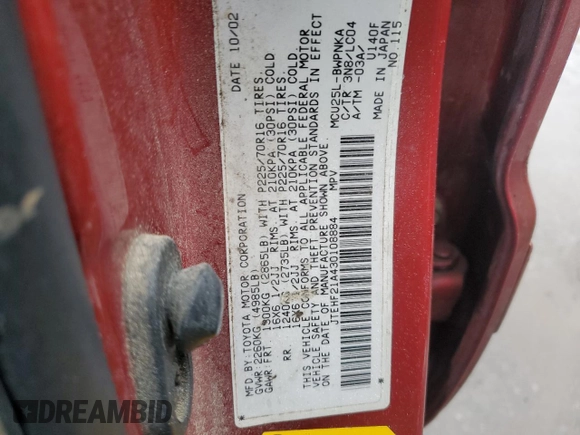 MFD.BY:TOYOTA MOTOR CORPORATION DATE 10/02
GVWR:2260KG (4985LB)
GAWR FRT 1300KG (2865LB) WITH P225/70R16 TIRES.
16X6 1/2JJ RIMS. AT 210KPA (30PSI) COLD
RR. 1240KG (2735LB) WITH P225/70R16 TIRES.
16X6 1/2JJ RIMS. AT 210KPA (30PSI) COLD.
THIS VEHICLE CONFORMS TO ALL APPLICABLE FEDERAL MOTOR
VEHICLE SAFETY AND THEFT PREVENTION STANDARDS IN EFFECT
ON THE DATE OF MANUFACTURE SHOWN ABOVE.
JTEHF21A430108884 MPV
MCU25L-BWPNKA
C/TR 3N8/LC04
A/TM -03A/
U140F
MADE IN JAPAN
NO.115
DREAMBID